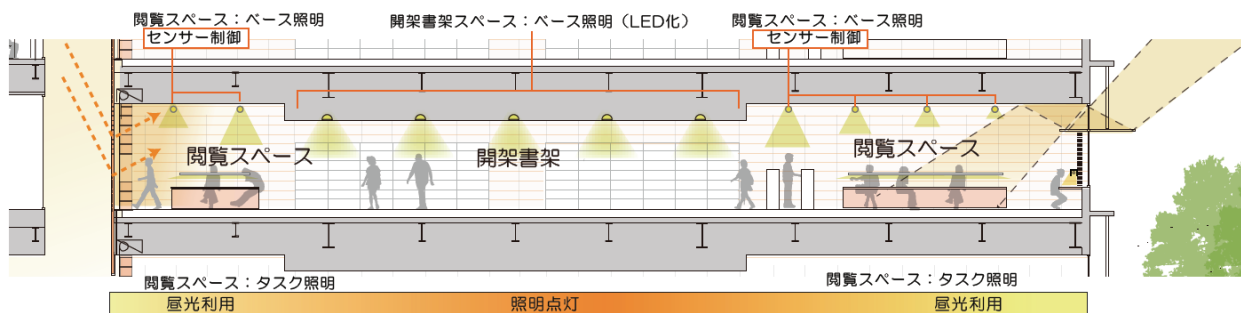 閲覧スペース：ベース照明
センサー制御
開架書架スペース：ベース照明（LED化）
閲覧スペース：ベース照明
センサー制御
閲覧スペース
開架書架
閲覧スペース
閲覧スペース：タスク照明
閲覧スペース：タスク照明
昼光利用
照明点灯
昼光利用